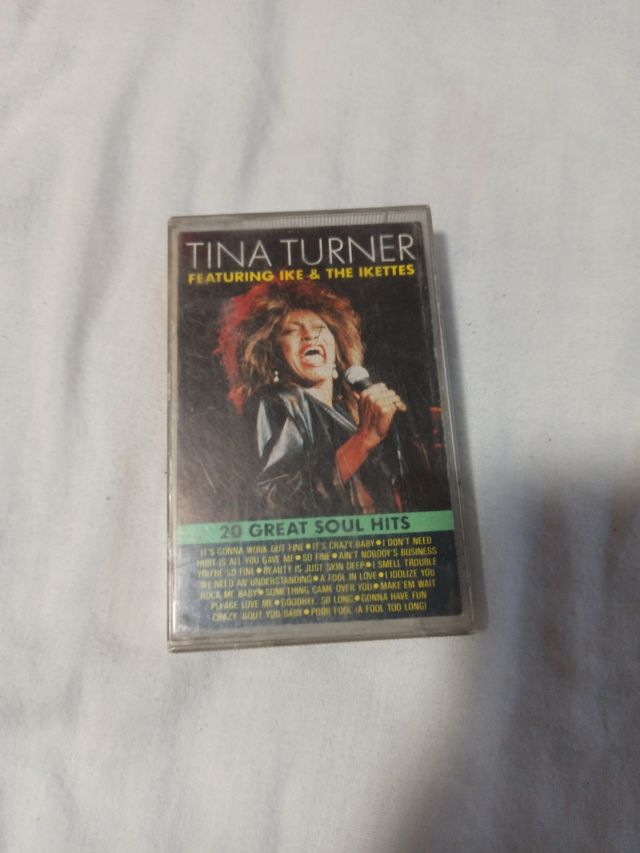 TINA TURNER
FEATURING IKE & THE IKETTES
20 GREAT SOUL HITS
IT'S GONNA WORK OUT FINE●IT'S CRAZY BABY●I DON'T NEED
HURT IS ALL YOU GAVE ME●SO FINE●AIN'T NOBODY'S BUSINESS
YOU'RE SO FINE●BEAUTY IS JUST SKIN DEEP●I SMELL TROUBLE
WE NEED AN UNDERSTANDING●A FOOL IN LOVE●I IDOLIZE YOU
ROCK ME BABY●SOMETHING CAME OVER YOU●MAKE'EM WAIT
PLEASE LOVE ME●GOODBYE, SO LONG●GONNA HAVE FUN
CRAZY 'BOUT YOU BABY●POOR FOOL (A FOOL TOO LONG)